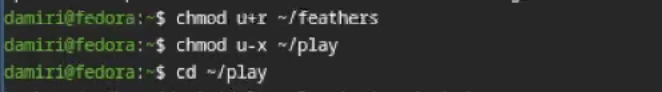 damiri@fedora:~$ chmod u+r ~/feathers
damiri@fedora:~$ chmod u-x ~/play
damiri@fedora:~$ cd ~/play